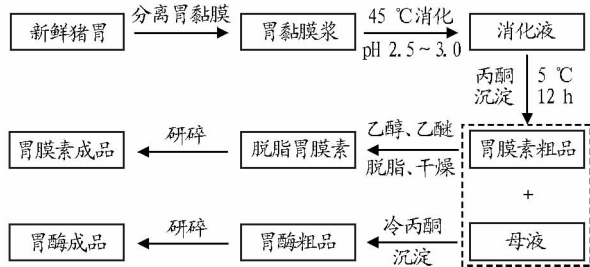 新鲜猪胃
分离胃黏膜
胃黏膜浆
45 ℃消化
pH 2.5~3.0
消化液
丙酮 5 ℃
沉淀 12 h
胃膜素成品
研碎
脱脂胃膜素
乙醇、乙醚
脱脂、干燥
胃膜素粗品
+
胃酶成品
研碎
胃酶粗品
冷丙酮
沉淀
母液